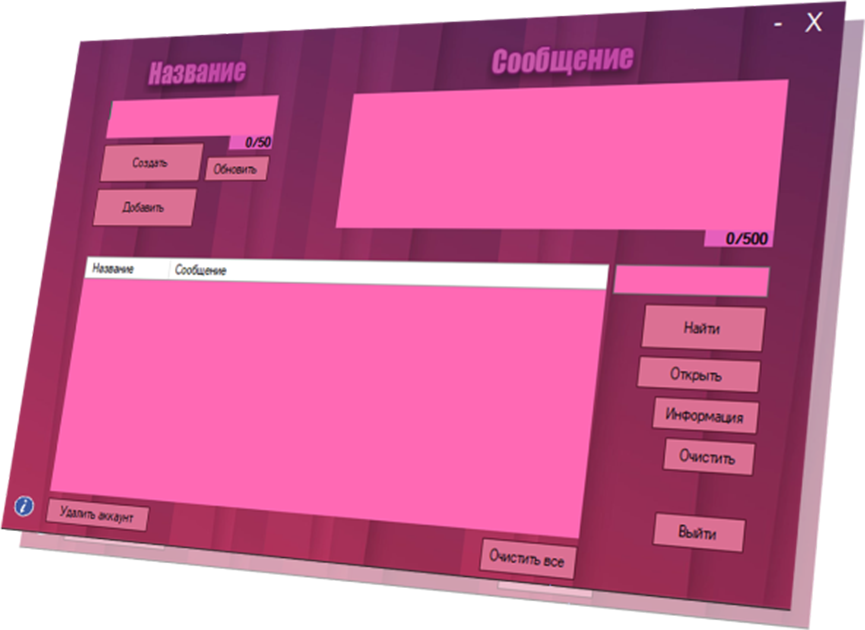 - X
Название
Сообщение
0/50
Создать
Обновить
Добавить
0/500
Название Сообщение
Найти
Открыть
Информация
Очистить
i
Удалить аккаунт
Выйти
Очистить все